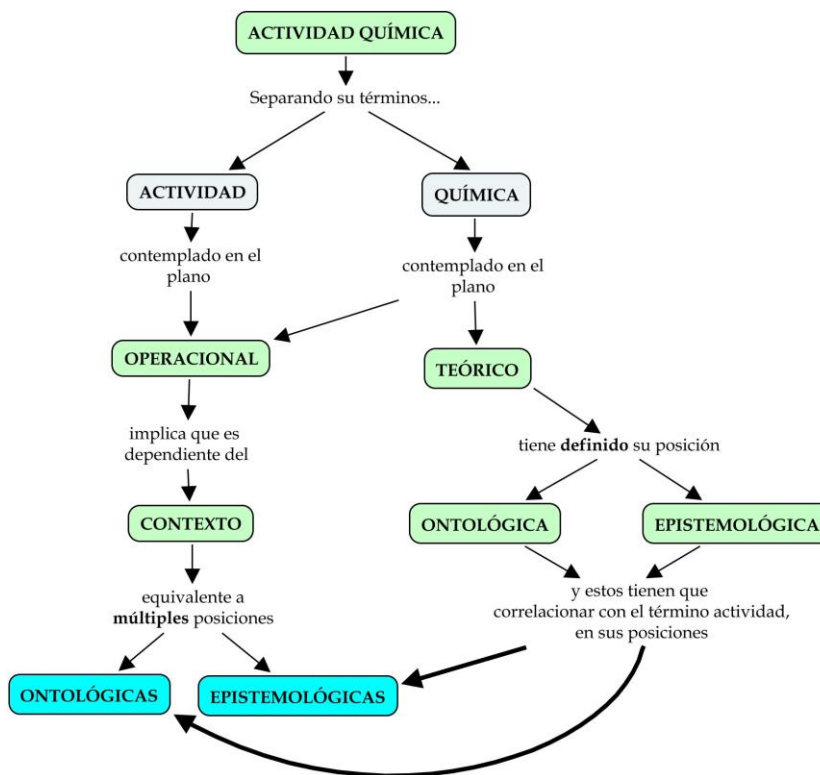 ACTIVIDAD QUÍMICA
Separando su términos...
ACTIVIDAD
QUÍMICA
contemplado en el
plano
contemplado en el
plano
OPERACIONAL
TEÓRICO
implica que es
dependiente del
tiene definido su posición
CONTEXTO
ONTOLÓGICA
EPISTEMOLÓGICA
equivalente a
múltiples posiciones
y estos tienen que
correlacionar con el término actividad,
en sus posiciones
ONTOLÓGICAS
EPISTEMOLÓGICAS